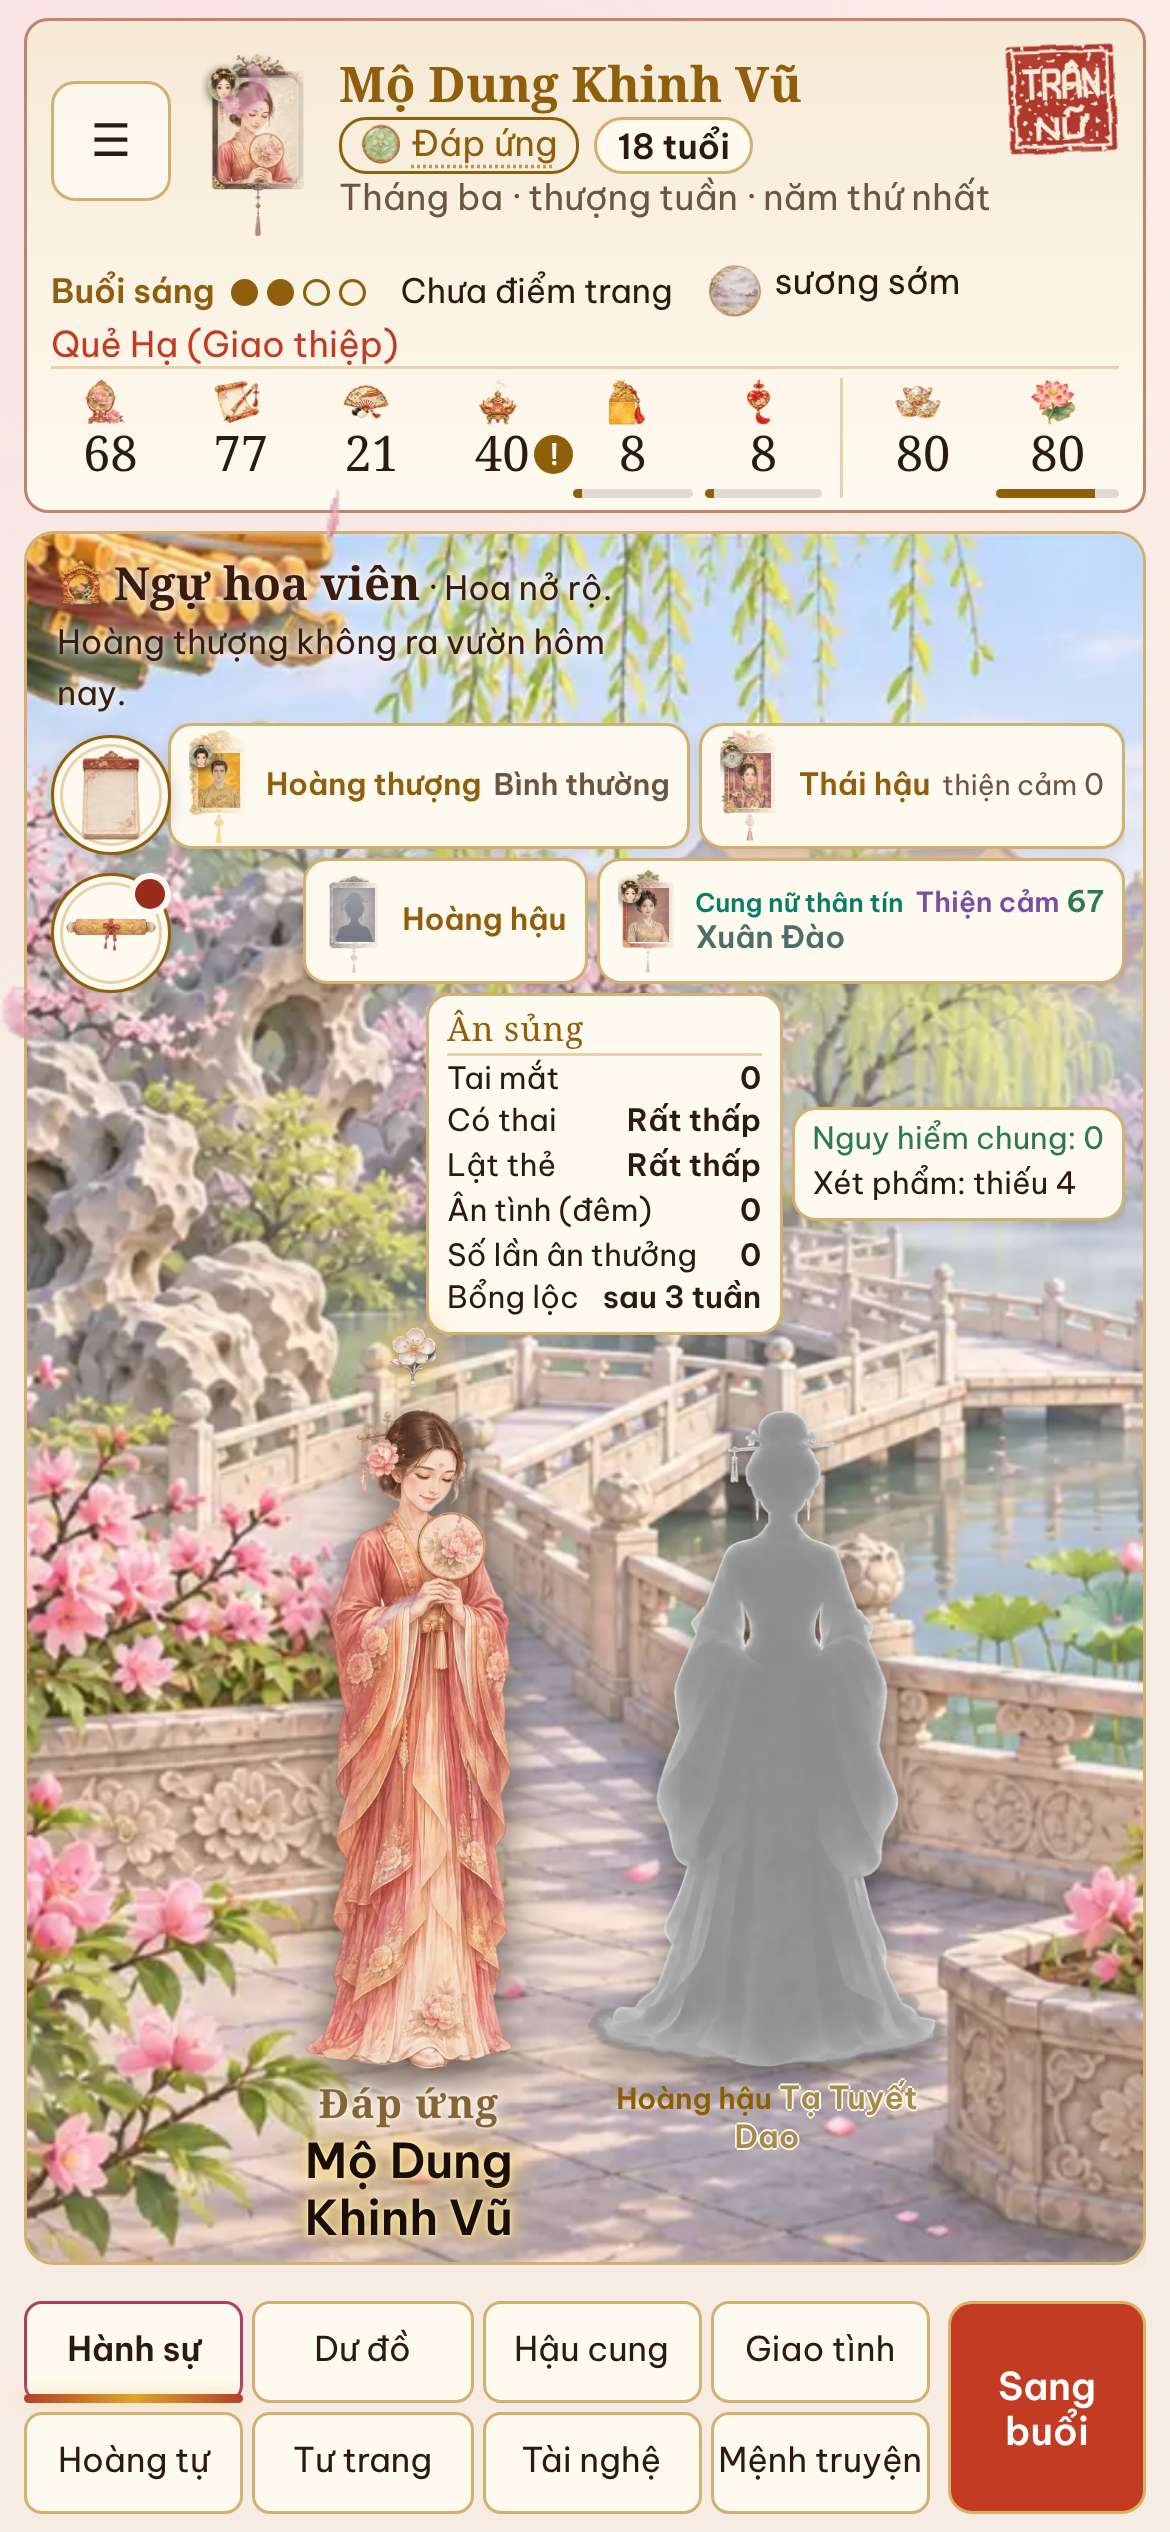 Mộ Dung Khinh Vũ
TRÂN NỮ
Đáp ứng
18 tuổi
Tháng ba · thượng tuần · năm thứ nhất
Buổi sáng
Chưa điểm trang
sương sớm
Quẻ Hạ (Giao thiệp)
68 77 21 40 ! 8 8 80 80
Ngự hoa viên · Hoa nở rộ.
Hoàng thượng không ra vườn hôm
nay.
Hoàng thượng Bình thường
Thái hậu thiện cảm 0
Hoàng hậu
Cung nữ thân tín Thiện cảm 67
Xuân Đào
Ân sủng
Tai mắt 0
Có thai Rất thấp
Lật thẻ Rất thấp
Ân tình (đêm) 0
Số lần ân thưởng 0
Bổng lộc sau 3 tuần
Nguy hiểm chung: 0
Xét phẩm: thiếu 4
Đáp ứng
Mộ Dung
Khinh Vũ
Hoàng hậu Tạ Tuyết
Dao
Hành sự
Dư đồ
Hậu cung
Giao tình
Sang
buổi
Hoàng tự
Tư trang
Tài nghệ
Mệnh truyện